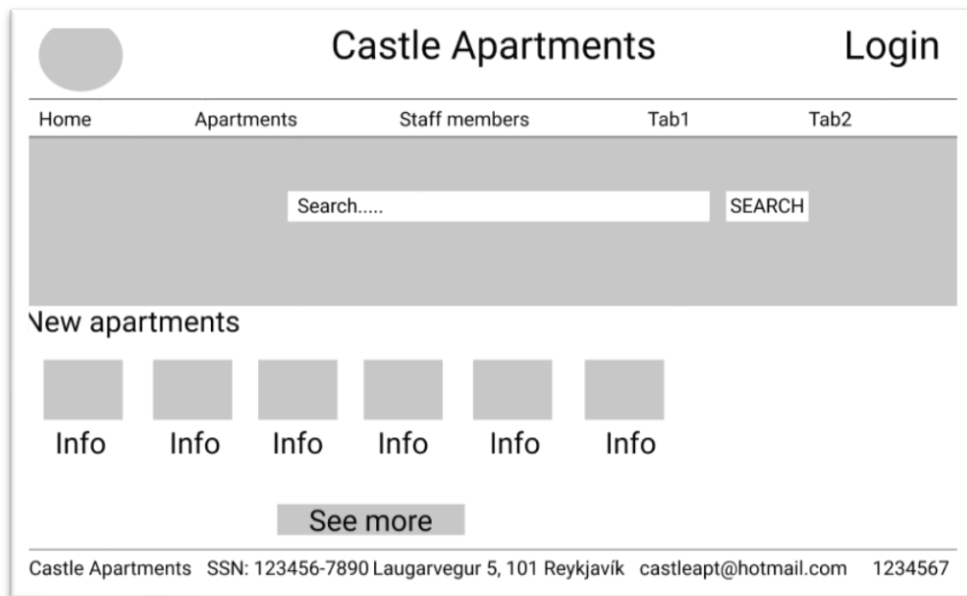 Castle Apartments Login
Home Apartments Staff members Tab1 Tab2
Search..... SEARCH
New apartments
Info Info Info Info Info Info
See more
Castle Apartments SSN: 123456-7890 Laugarvegur 5, 101 Reykjavík castleapt@hotmail.com 1234567